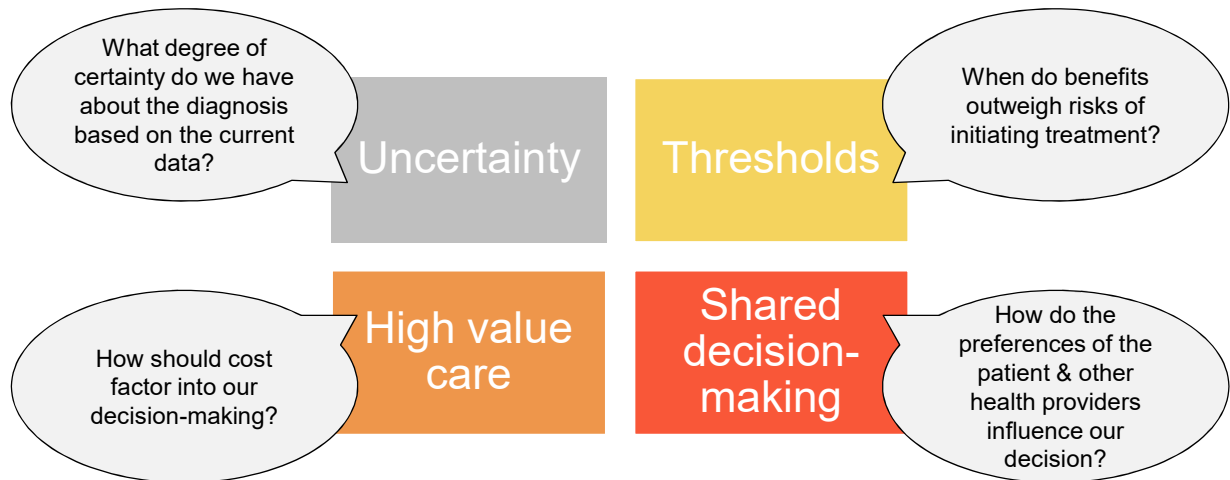 What degree of
certainty do we have
about the diagnosis
based on the current
data?
Uncertainty
Thresholds
When do benefits
outweigh risks of
initiating treatment?
How should cost
factor into our
decision-making?
High value
care
Shared
decision-
making
How do the
preferences of the
patient & other
health providers
influence our
decision?